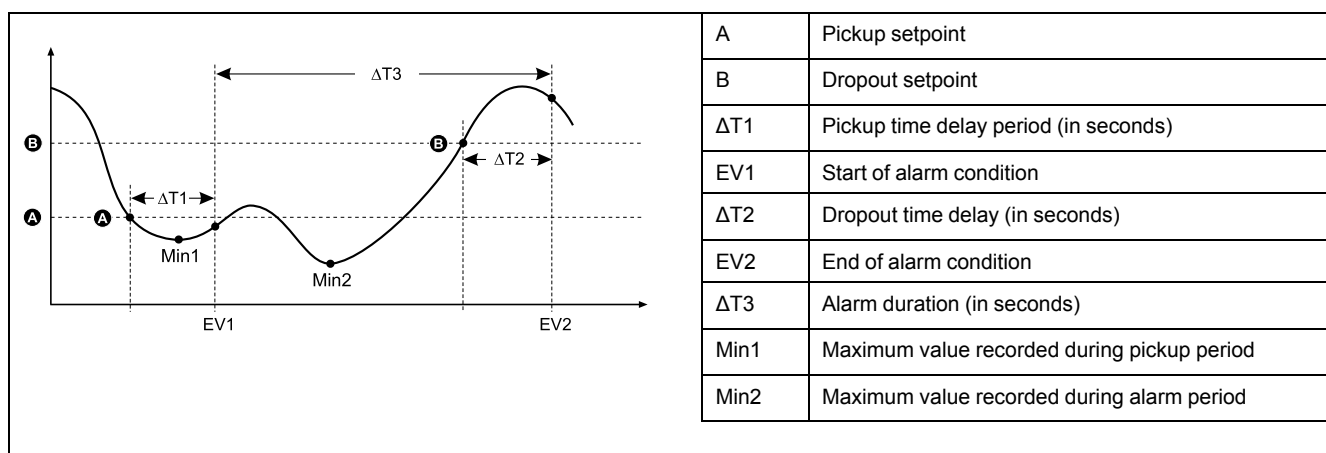 ΔT3
B
B
ΔT2
ΔT1
A
A
Min1
Min2
EV1
EV2
A Pickup setpoint
B Dropout setpoint
ΔT1 Pickup time delay period (in seconds)
EV1 Start of alarm condition
ΔT2 Dropout time delay (in seconds)
EV2 End of alarm condition
ΔT3 Alarm duration (in seconds)
Min1 Maximum value recorded during pickup period
Min2 Maximum value recorded during alarm period